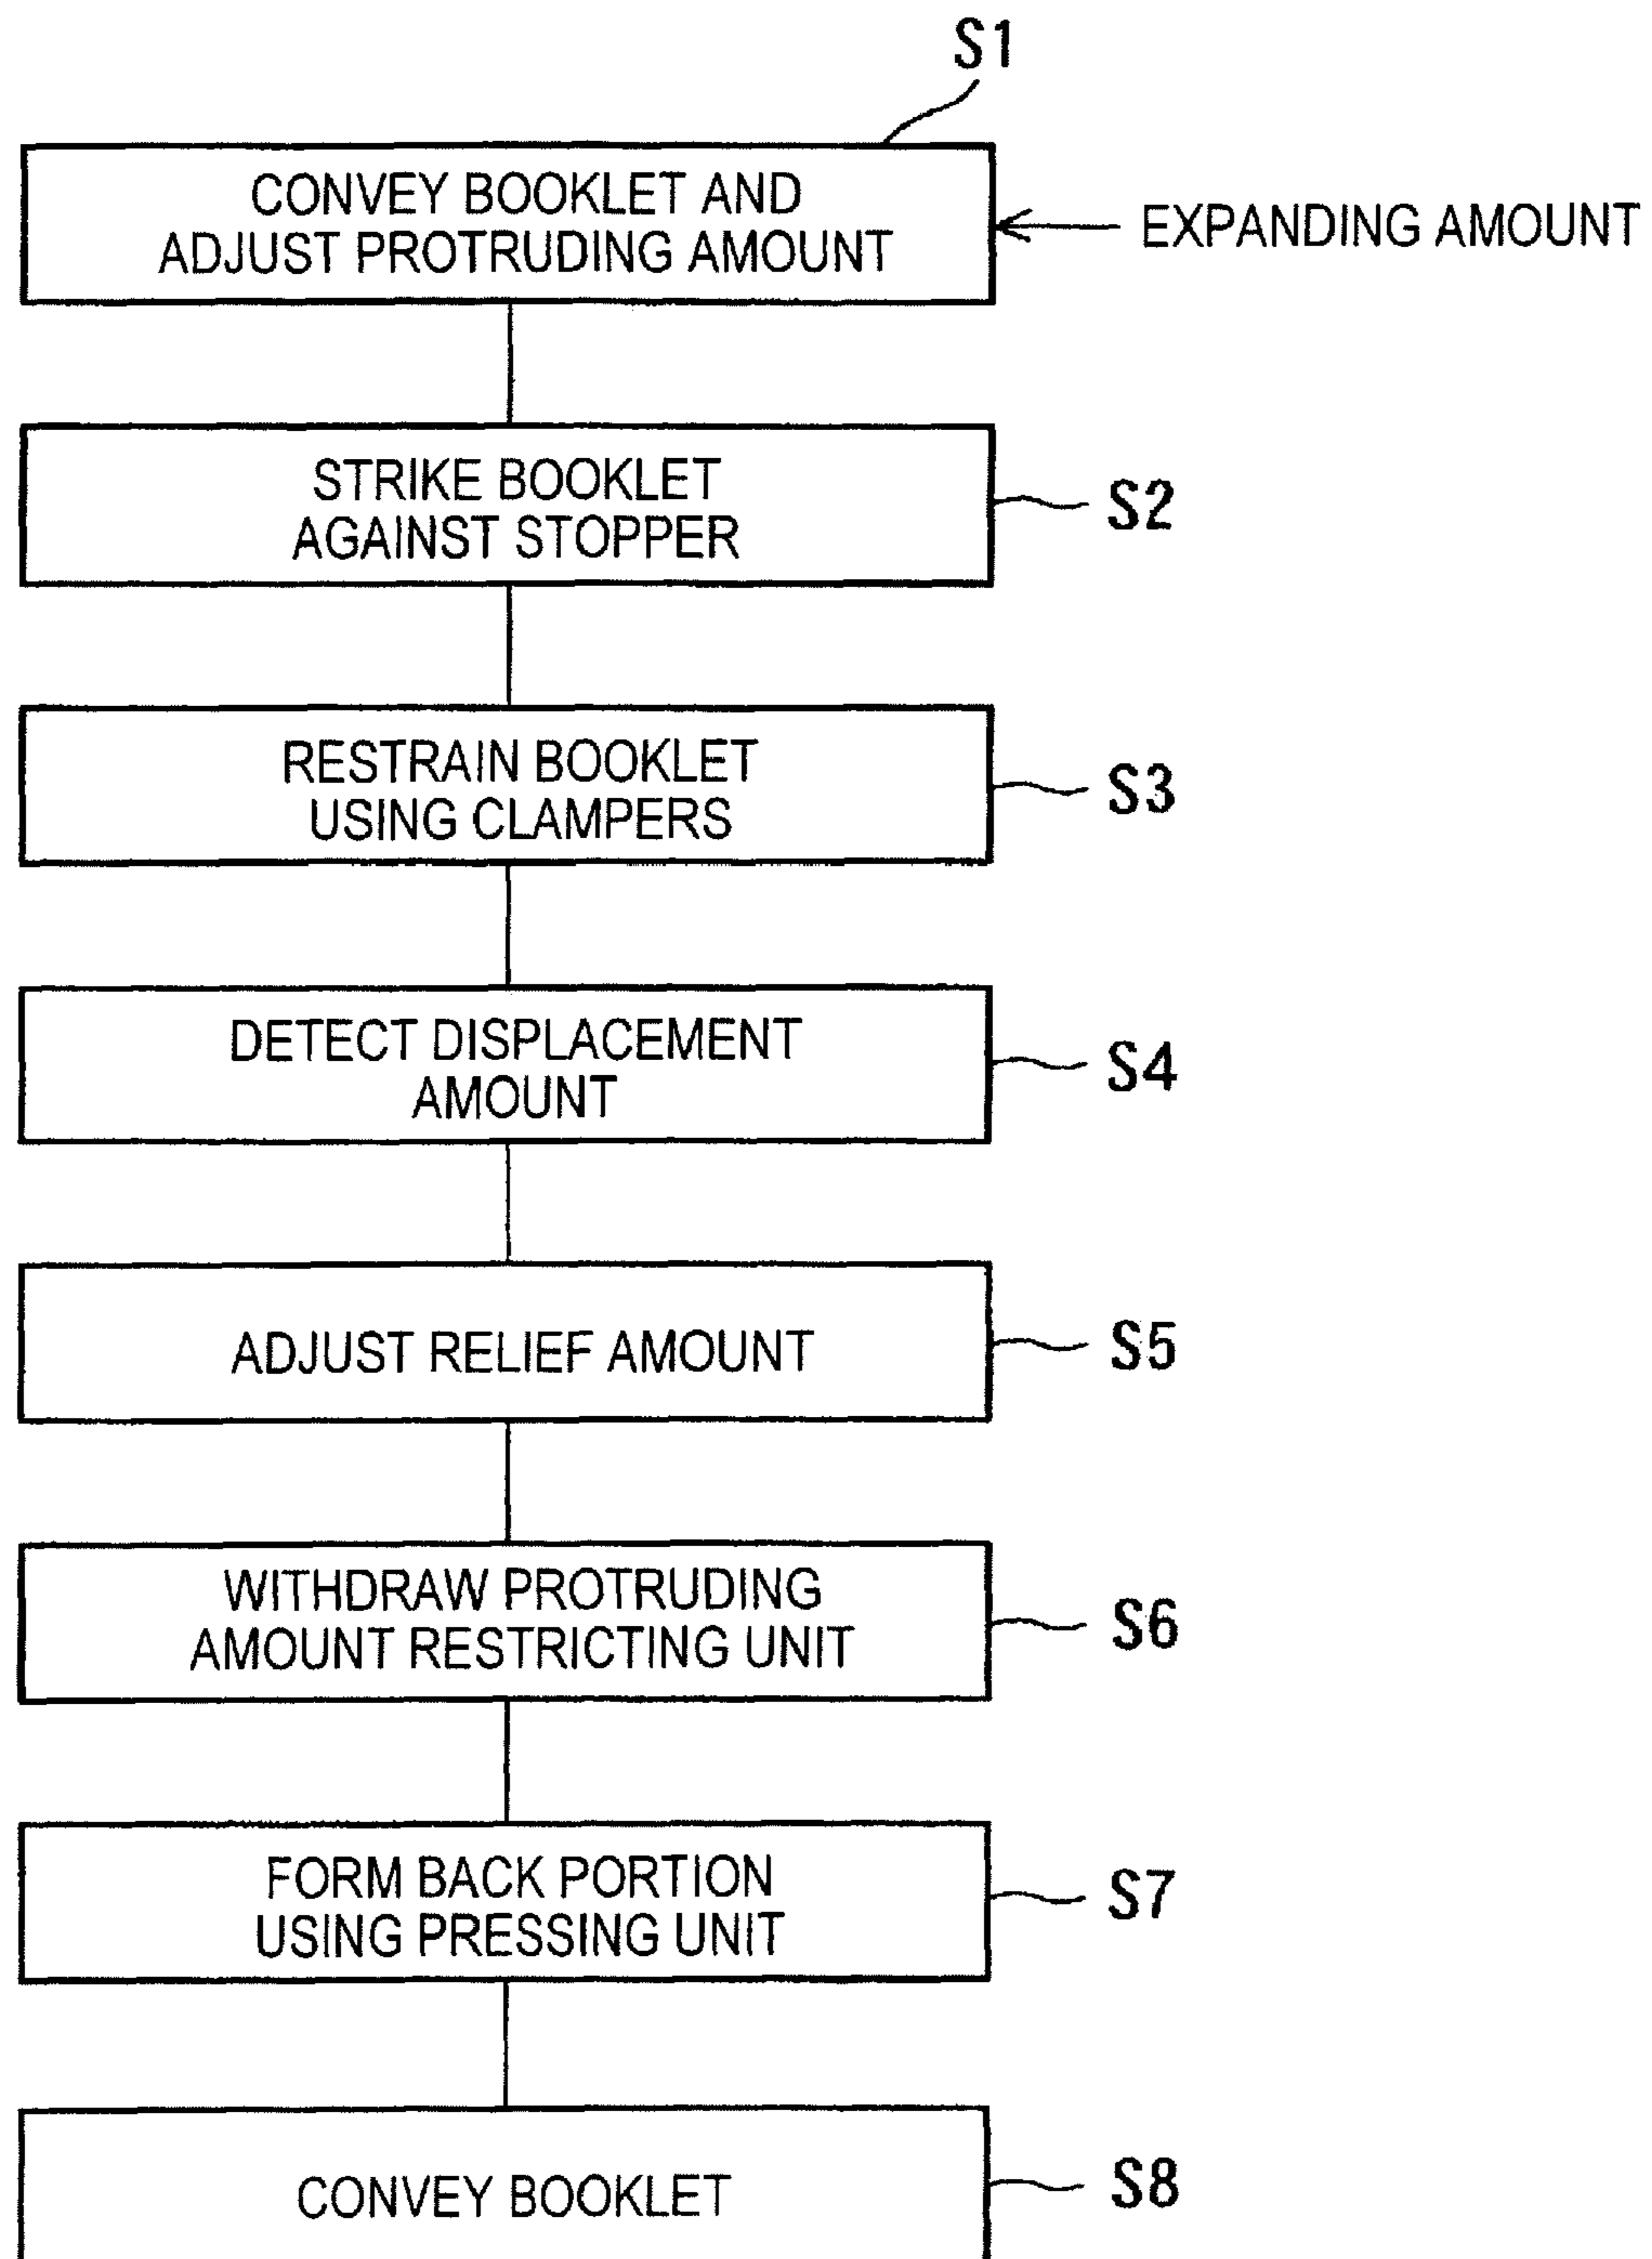 S1
CONVEY BOOKLET AND
ADJUST PROTRUDING AMOUNT
EXPANDING AMOUNT
STRIKE BOOKLET
AGAINST STOPPER
S2
RESTRAIN BOOKLET
USING CLAMPERS
S3
DETECT DISPLACEMENT
AMOUNT
S4
ADJUST RELIEF AMOUNT
S5
WITHDRAW PROTRUDING
AMOUNT RESTRICTING UNIT
S6
FORM BACK PORTION
USING PRESSING UNIT
S7
CONVEY BOOKLET
S8